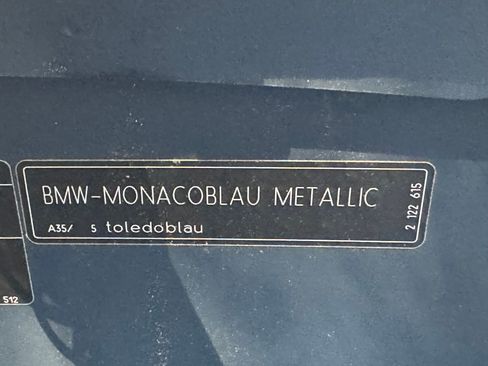 BMW-MONACOBLAU METALLIC
A35/ S toledoblau
2 122 615
512